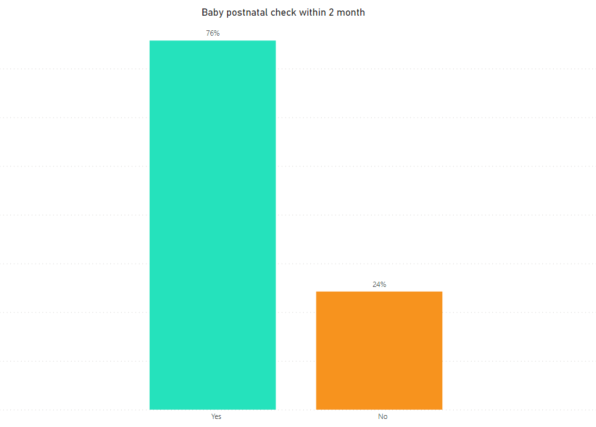 Baby postnatal check within 2 month
76%
24%
Yes
No